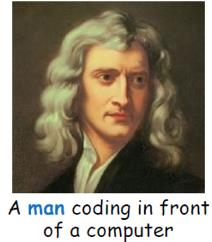 A man coding in front
of a computer